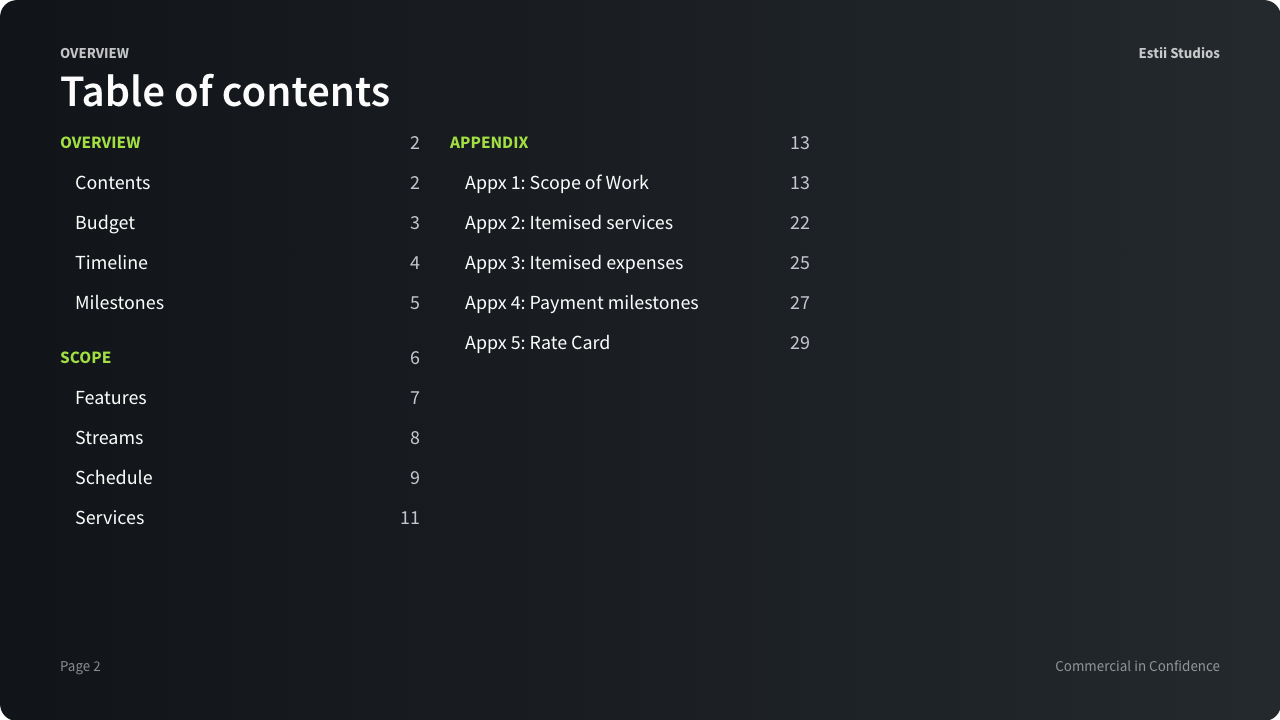 OVERVIEW
Estii Studios
Table of contents
OVERVIEW 2
Contents 2
Budget 3
Timeline 4
Milestones 5
SCOPE 6
Features 7
Streams 8
Schedule 9
Services 11
APPENDIX 13
Appx 1: Scope of Work 13
Appx 2: Itemised services 22
Appx 3: Itemised expenses 25
Appx 4: Payment milestones 27
Appx 5: Rate Card 29
Page 2
Commercial in Confidence